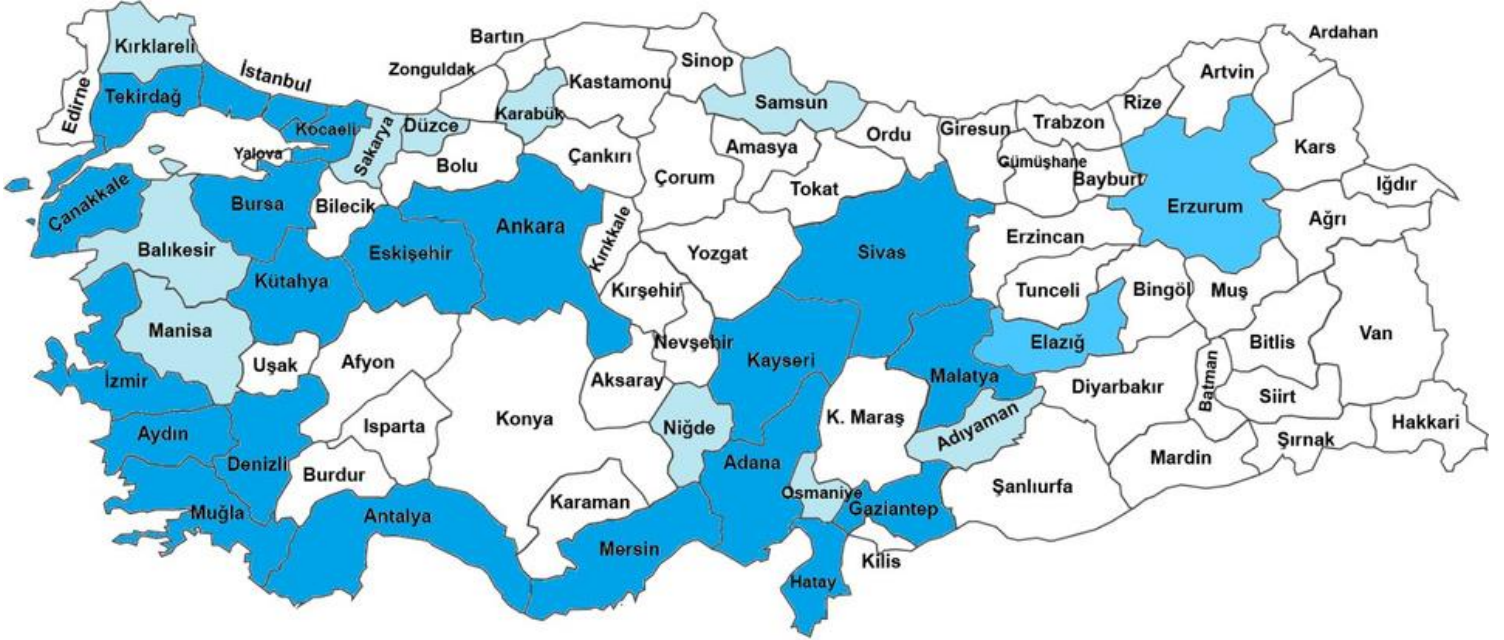 Ardahan
Bartın
Kırklareli
Sinop
Zonguldak
İstanbul
Artvin
Kastamonu
Edirne
Tekirdağ
Karabük
Samsun
Rize
Kocaeli
Sakarya
Düzce
Ordu
Giresun
Trabzon
Kars
Yalova
Bolu
Çankırı
Amasya
Gümüşhane
Çorum
Tokat
Bayburt
Iğdır
Çanakkale
Bursa
Bilecik
Erzurum
Ankara
Ağrı
Kırıkkale
Erzincan
Balıkesir
Eskişehir
Yozgat
Sivas
Kütahya
Kırşehir
Tunceli
Bingöl
Muş
Manisa
Van
Nevşehir
Elazığ
Bitlis
Uşak
Afyon
Kayseri
İzmir
Aksaray
Malatya
Diyarbakır
Batman
Siirt
Konya
K. Maraş
Adıyaman
Isparta
Niğde
Hakkari
Aydın
Şırnak
Denizli
Adana
Mardin
Burdur
Osmaniye
Şanlıurfa
Karaman
Gaziantep
Muğla
Antalya
Mersin
Kilis
Hatay